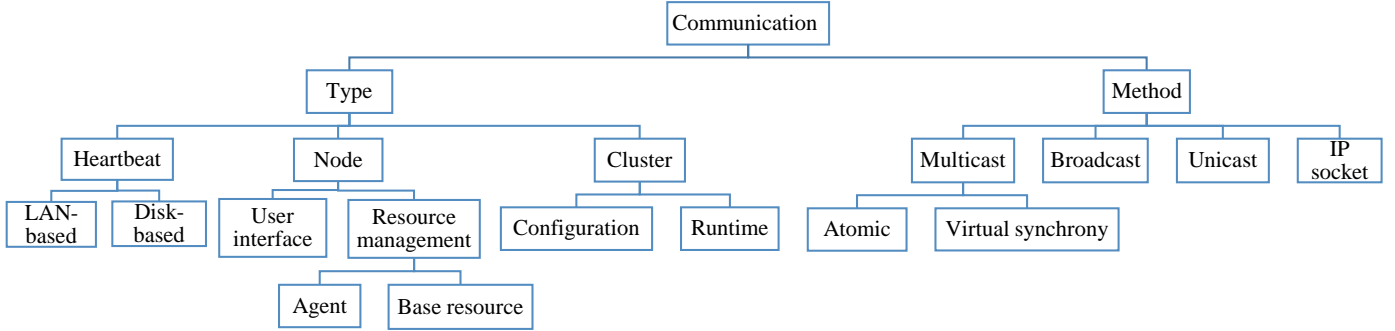 Communication
Type
Method
Heartbeat
Node
Cluster
Multicast
Broadcast
Unicast
IP
socket
LAN-
based
Disk-
based
User
interface
Resource
management
Configuration
Runtime
Atomic
Virtual synchrony
Agent
Base resource